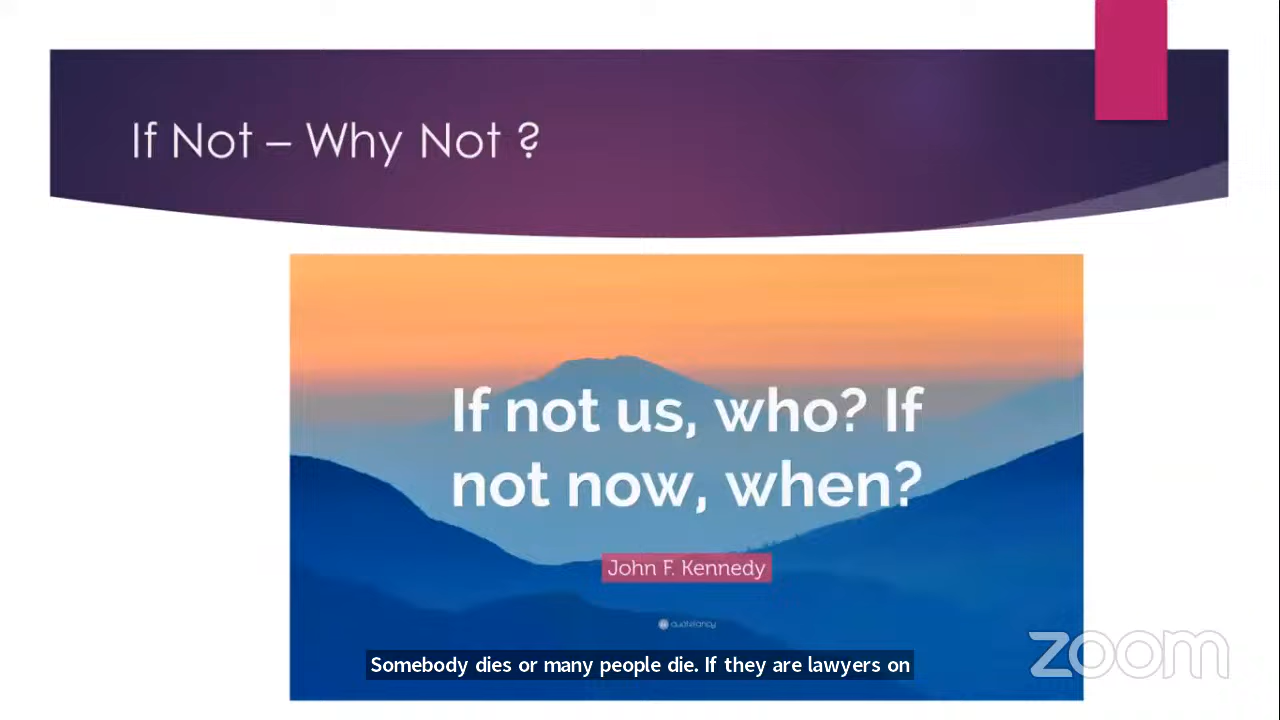 If Not – Why Not ?
If not us, who? If
not now, when?
John F. Kennedy
quotefancy
Somebody dies or many people die. If they are lawyers on
zoom